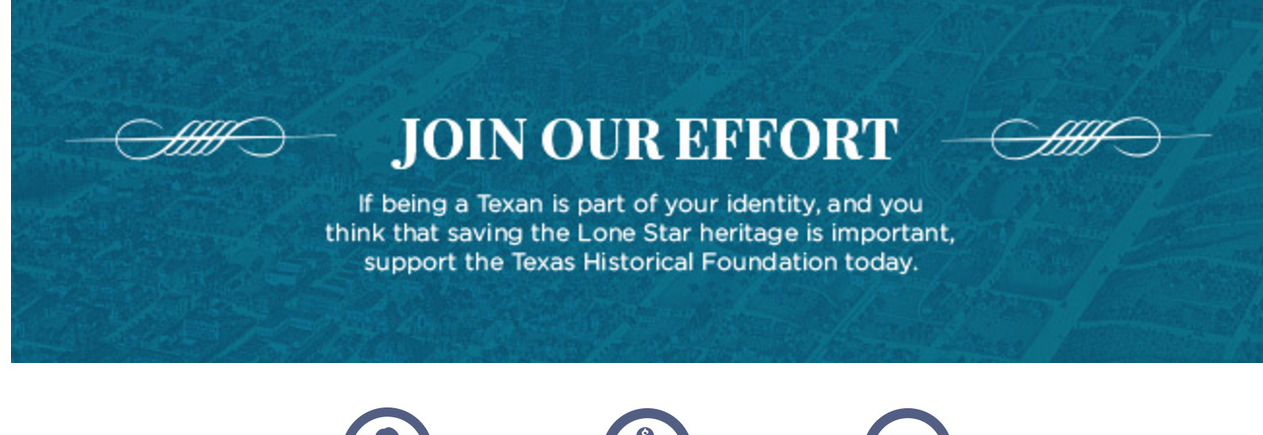 JOIN OUR EFFORT
If being a Texan is part of your identity, and you
think that saving the Lone Star heritage is important,
support the Texas Historical Foundation today.